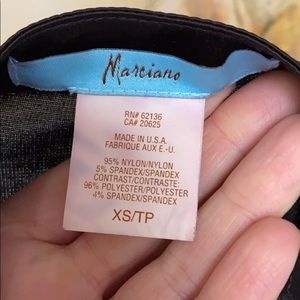 Marciano
RN# 62136
CA# 20625
MADE IN U.S.A.
FABRIQUE AUX E-U.
95% NYLON/NYLON
5% SPANDEX/SPANDEX
CONTRAST/CONTRASTE:
96% POLYESTER/POLYESTER
4% SPANDEX/SPANDEX
XS/TP